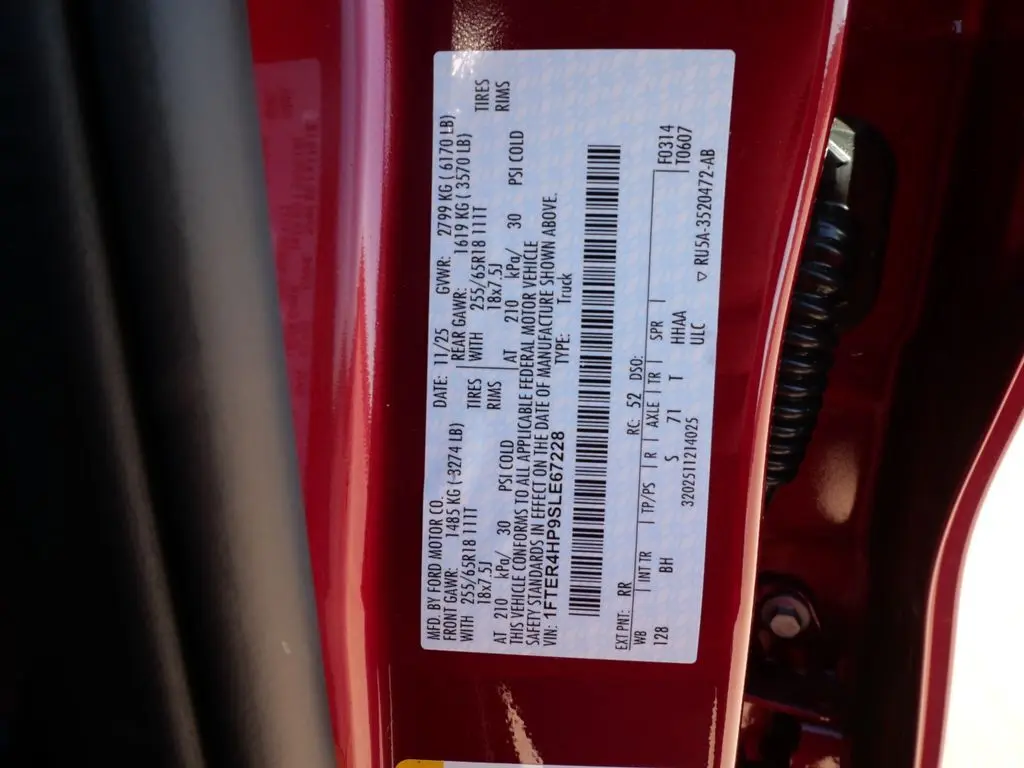 MFD. BY FORD MOTOR CO. DATE: 11/25 GVWR: 2799 KG ( 6170 LB)
FRONT GAWR: 1485 KG ( 3274 LB) REAR GAWR: 1619 KG ( 3570 LB)
WITH 255/65R18 111T TIRES WITH 255/65R18 111T TIRES
18x7.5J RIMS 18x7.5J RIMS
AT 210 kPa/ 30 PSI COLD AT 210 kPa/ 30 PSI COLD
THIS VEHICLE CONFORMS TO ALL APPLICABLE FEDERAL MOTOR VEHICLE
SAFETY STANDARDS IN EFFECT ON THE DATE OF MANUFACTURE SHOWN ABOVE.
VIN: 1FTER4HP9SLE67228 TYPE: Truck
EXT PNT: RR RC: 52 DSO: F0314
WB INT TR TP/PS R AXLE TR SPR T0607
128 BH S 71 T HHAA
3202511214025 ULC RU5A-3520472-AB